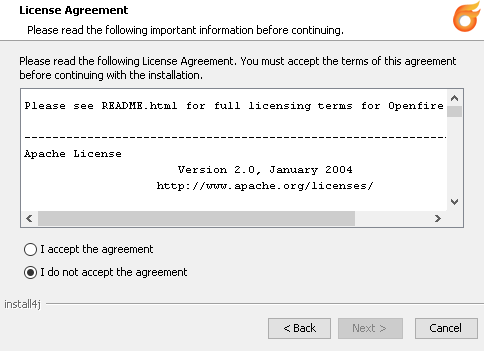 License Agreement
Please read the following important information before continuing.
Please read the following License Agreement. You must accept the terms of this agreement
before continuing with the installation.
Please see README.html for full licensing terms for Openfire
------------------------------------------------------------
Apache License
Version 2.0, January 2004
http://www.apache.org/licenses/
I accept the agreement
I do not accept the agreement
install4j
< Back
Next >
Cancel